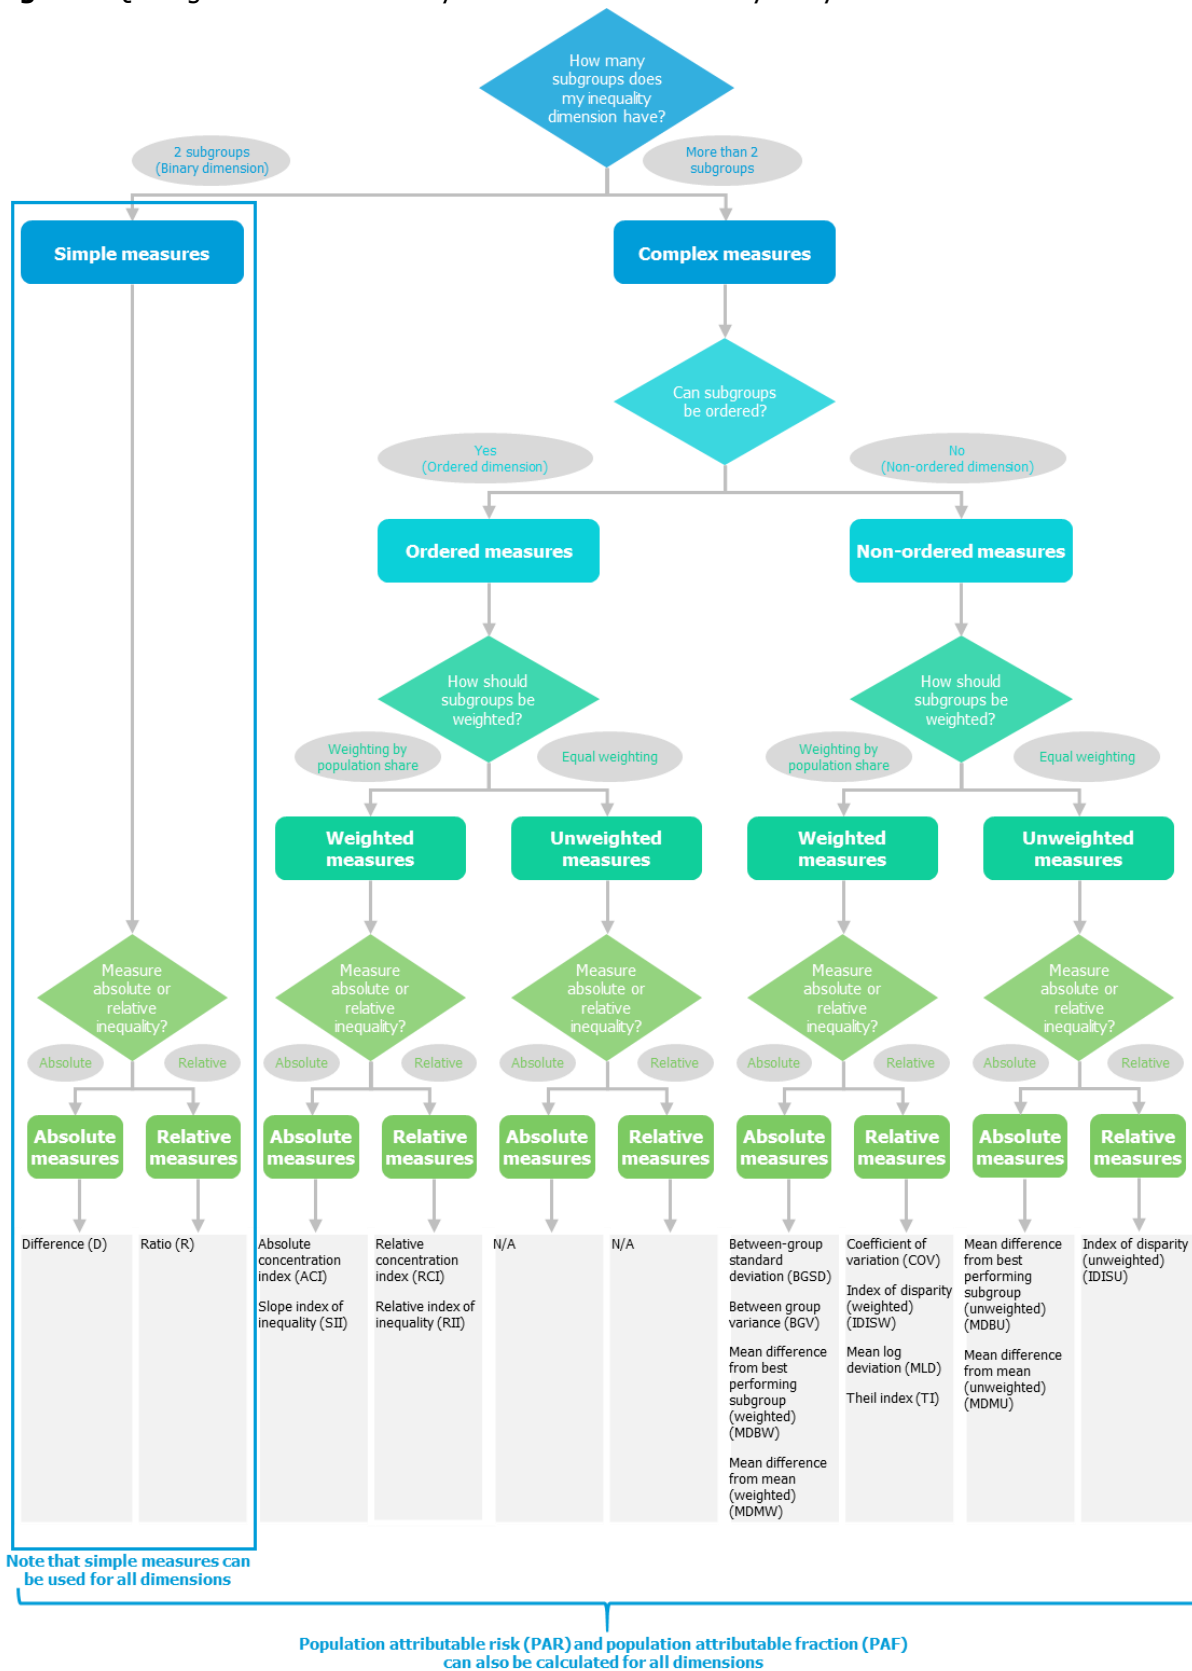 How many
subgroups does
my inequality
dimension have?
2 subgroups
(Binary dimension)
More than 2
subgroups
Simple measures
Complex measures
Can subgroups
be ordered?
Yes
(Ordered dimension)
No
(Non-ordered dimension)
Ordered measures
Non-ordered measures
How should
subgroups be
weighted?
How should
subgroups be
weighted?
Weighting by
population share
Equal weighting
Weighting by
population share
Equal weighting
Weighted
measures
Unweighted
measures
Weighted
measures
Unweighted
measures
Measure
absolute or
relative
inequality?
Measure
absolute or
relative
inequality?
Measure
absolute or
relative
inequality?
Measure
absolute or
relative
inequality?
Measure
absolute or
relative
inequality?
Absolute
Relative
Absolute
Relative
Absolute
Relative
Absolute
Relative
Absolute
Relative
Absolute
measures
Relative
measures
Absolute
measures
Relative
measures
Absolute
measures
Relative
measures
Absolute
measures
Relative
measures
Absolute
measures
Relative
measures
Difference (D)
Ratio (R)
Absolute
concentration
index (ACI)
Slope index of
inequality (SII)
Relative
concentration
index (RCI)
Relative index of
inequality (RII)
N/A
N/A
Between-group
standard
deviation (BGSD)
Between group
variance (BGV)
Mean difference
from best
performing
subgroup
(weighted)
(MDBW)
Mean difference
from mean
(weighted)
(MDMW)
Coefficient of
variation (COV)
Index of disparity
(weighted)
(IDISW)
Mean log
deviation (MLD)
Theil index (TI)
Mean difference
from best
performing
subgroup
(unweighted)
(MDBU)
Mean difference
from mean
(unweighted)
(MDMU)
Index of disparity
(unweighted)
(IDISU)
Note that simple measures can
be used for all dimensions
Population attributable risk (PAR) and population attributable fraction (PAF)
can also be calculated for all dimensions